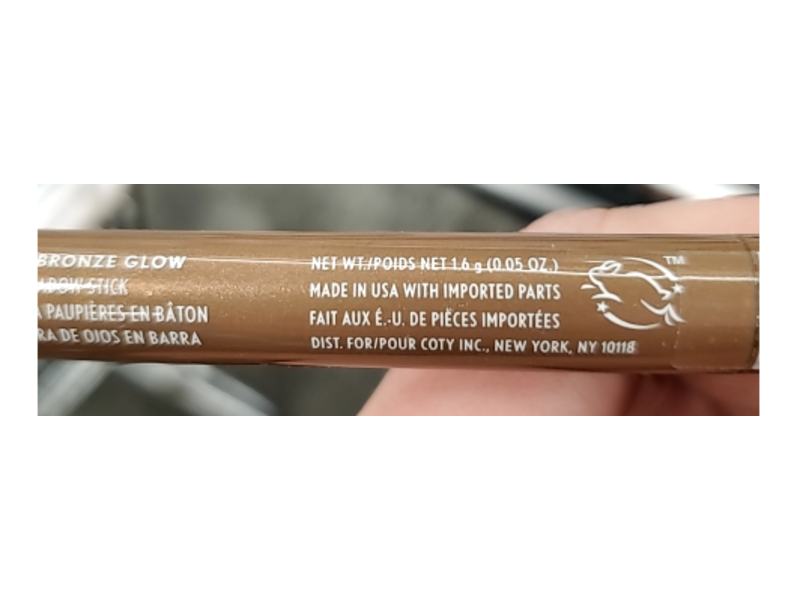 BRONZE GLOW
ADOW STICK
À PAUPIÈRES EN BÂTON
RA DE OJOS EN BARRA
NET WT./POIDS NET 1.6 g (0.05 OZ.)
MADE IN USA WITH IMPORTED PARTS
FAIT AUX É.-U. DE PIÈCES IMPORTÉES
DIST. FOR/POUR COTY INC., NEW YORK, NY 10118
TM